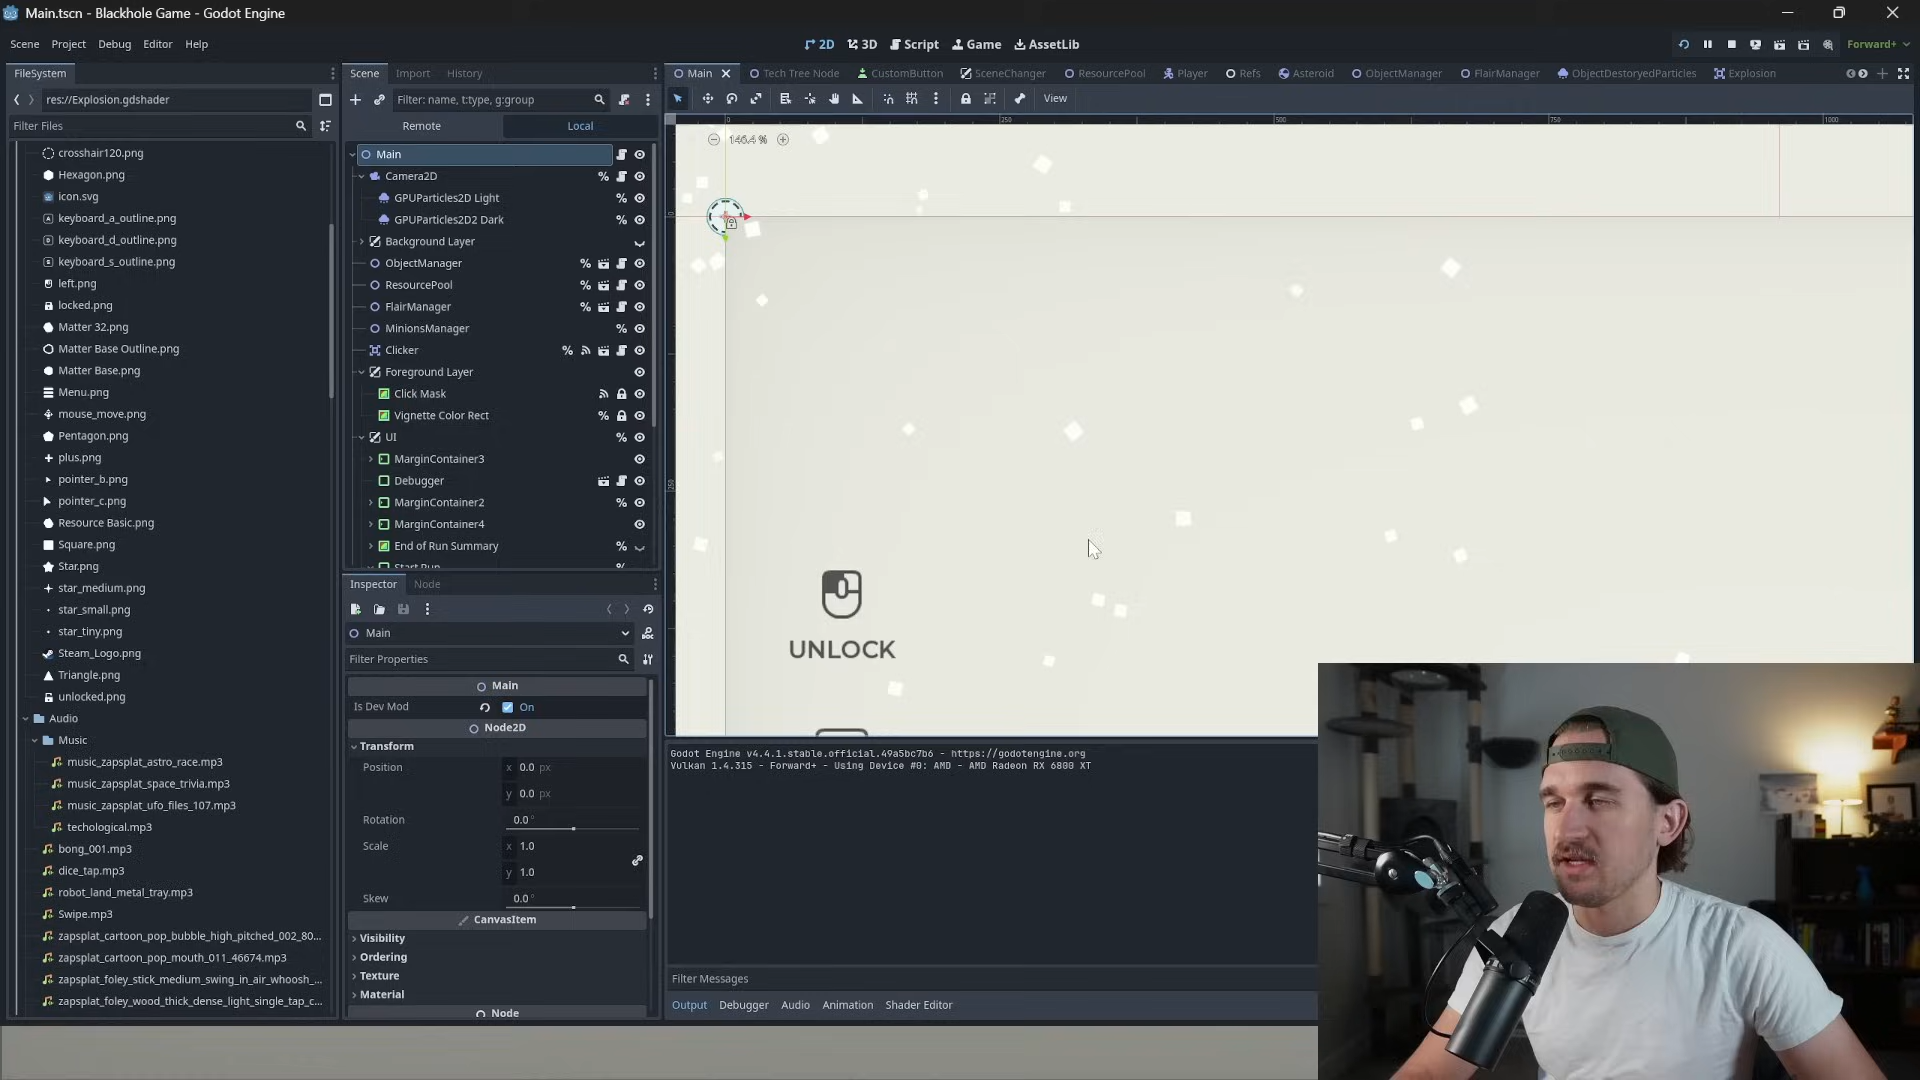 Main.tscn - Blackhole Game - Godot Engine
Scene Project Debug Editor Help
2D 3D Script Game AssetLib
Forward+
FileSystem
res://Explosion.gdshader
Filter Files
crosshair120.png
Hexagon.png
icon.svg
keyboard_a_outline.png
keyboard_d_outline.png
keyboard_s_outline.png
left.png
locked.png
Matter 32.png
Matter Base Outline.png
Matter Base.png
Menu.png
mouse_move.png
Pentagon.png
plus.png
pointer_b.png
pointer_c.png
Resource Basic.png
Square.png
Star.png
star_medium.png
star_small.png
star_tiny.png
Steam_Logo.png
Triangle.png
unlocked.png
Audio
Music
music_zapsplat_astro_race.mp3
music_zapsplat_space_trivia.mp3
music_zapsplat_ufo_files_107.mp3
techological.mp3
bong_001.mp3
dice_tap.mp3
robot_land_metal_tray.mp3
Swipe.mp3
zapsplat_cartoon_pop_bubble_high_pitched_002_80...
zapsplat_cartoon_pop_mouth_011_46674.mp3
zapsplat_foley_stick_medium_swing_in_air_whoosh_...
zapsplat_foley_wood_thick_dense_light_single_tap_c...
Scene Import History
Filter: name, t:type, g:group
Remote Local
Main
Camera2D
GPUParticles2D Light
GPUParticles2D2 Dark
Background Layer
ObjectManager
ResourcePool
FlairManager
MinionsManager
Clicker
Foreground Layer
Click Mask
Vignette Color Rect
UI
MarginContainer3
Debugger
MarginContainer2
MarginContainer4
End of Run Summary
Start Run
Inspector Node
Main
Filter Properties
Main
Is Dev Mod On
Node2D
Transform
Position x 0.0 px
y 0.0 px
Rotation 0.0 °
Scale x 1.0
y 1.0
Skew 0.0 °
CanvasItem
Visibility
Ordering
Texture
Material
Node
Main Tech Tree Node CustomButton SceneChanger ResourcePool Player Refs Asteroid ObjectManager FlairManager ObjectDestoryedParticles Explosion
View
0 250 500 750 1000
146.4 %
0
250
UNLOCK
Godot Engine v4.4.1.stable.official.49a5bc7b6 - https://godotengine.org
Vulkan 1.4.315 - Forward+ - Using Device #0: AMD - AMD Radeon RX 6800 XT
Filter Messages
Output Debugger Audio Animation Shader Editor